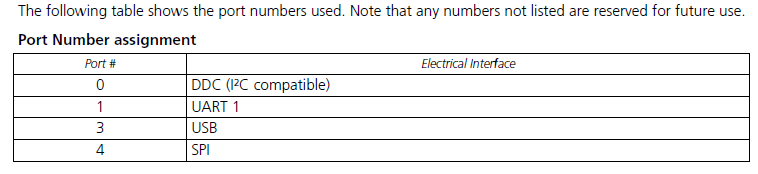 The following table shows the port numbers used. Note that any numbers not listed are reserved for future use.
Port Number assignment
Port # Electrical Interface
0 DDC (I²C compatible)
1 UART 1
3 USB
4 SPI